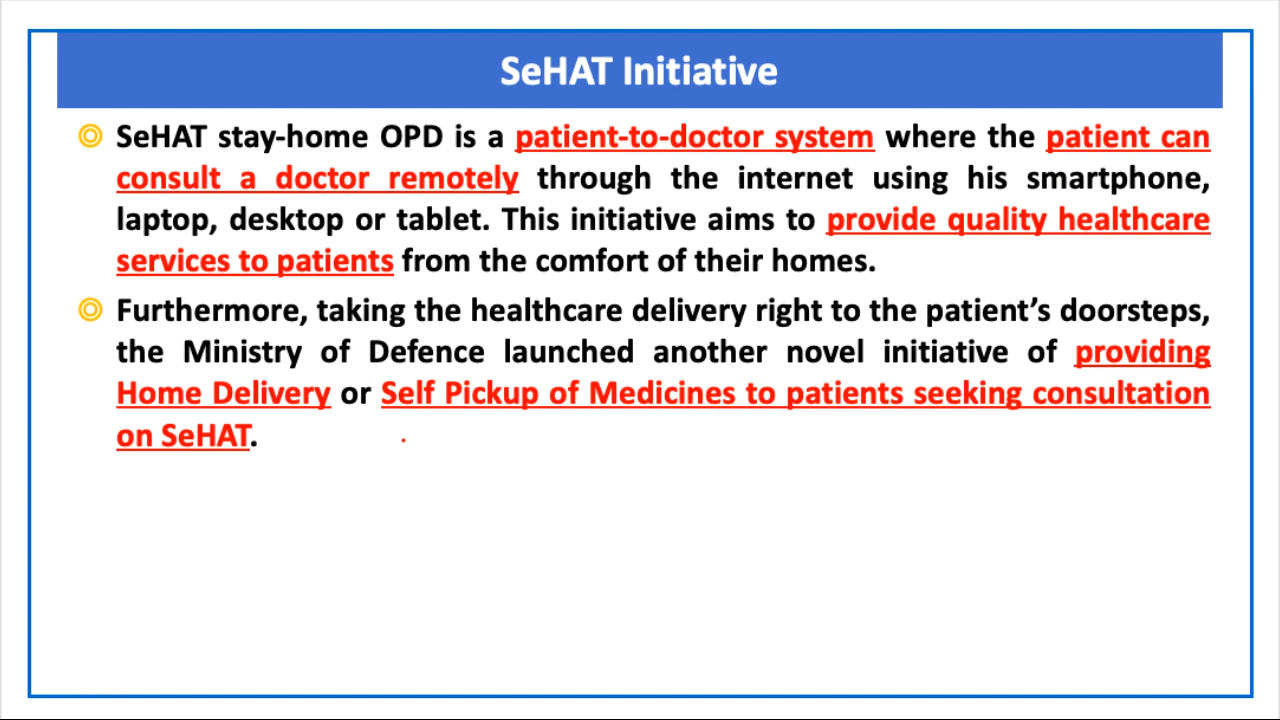 SeHAT Initiative
SeHAT stay-home OPD is a patient-to-doctor system where the patient can
consult a doctor remotely through the internet using his smartphone,
laptop, desktop or tablet. This initiative aims to provide quality healthcare
services to patients from the comfort of their homes.
Furthermore, taking the healthcare delivery right to the patient’s doorsteps,
the Ministry of Defence launched another novel initiative of providing
Home Delivery or Self Pickup of Medicines to patients seeking consultation
on SeHAT.